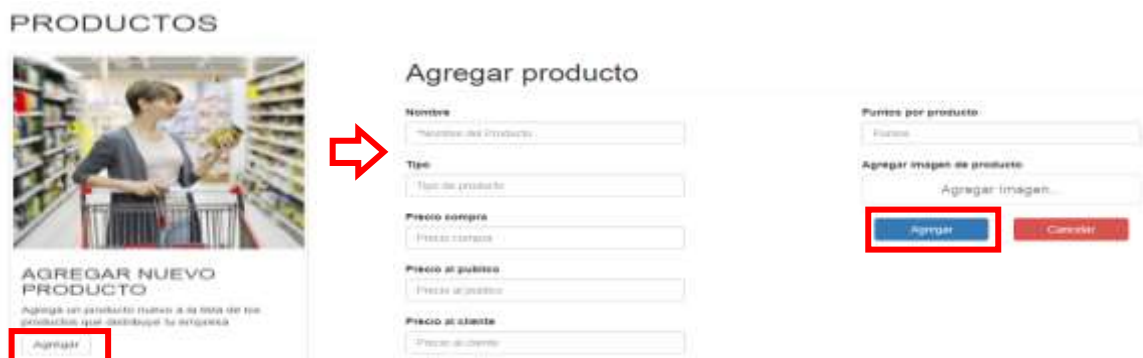 PRODUCTOS
AGREGAR NUEVO
PRODUCTO
Agrega un producto nuevo a la lista de los
productos que distribuye tu empresa
Agregar
Agregar producto
Nombre
*Nombre del Producto
Tipo
Tipo de producto
Precio compra
Precio compra
Precio al publico
Precio al publico
Precio al cliente
Precio al cliente
Puntos por producto
Puntos
Agregar imagen de producto
Agregar Imagen...
Agregar
Cancelar